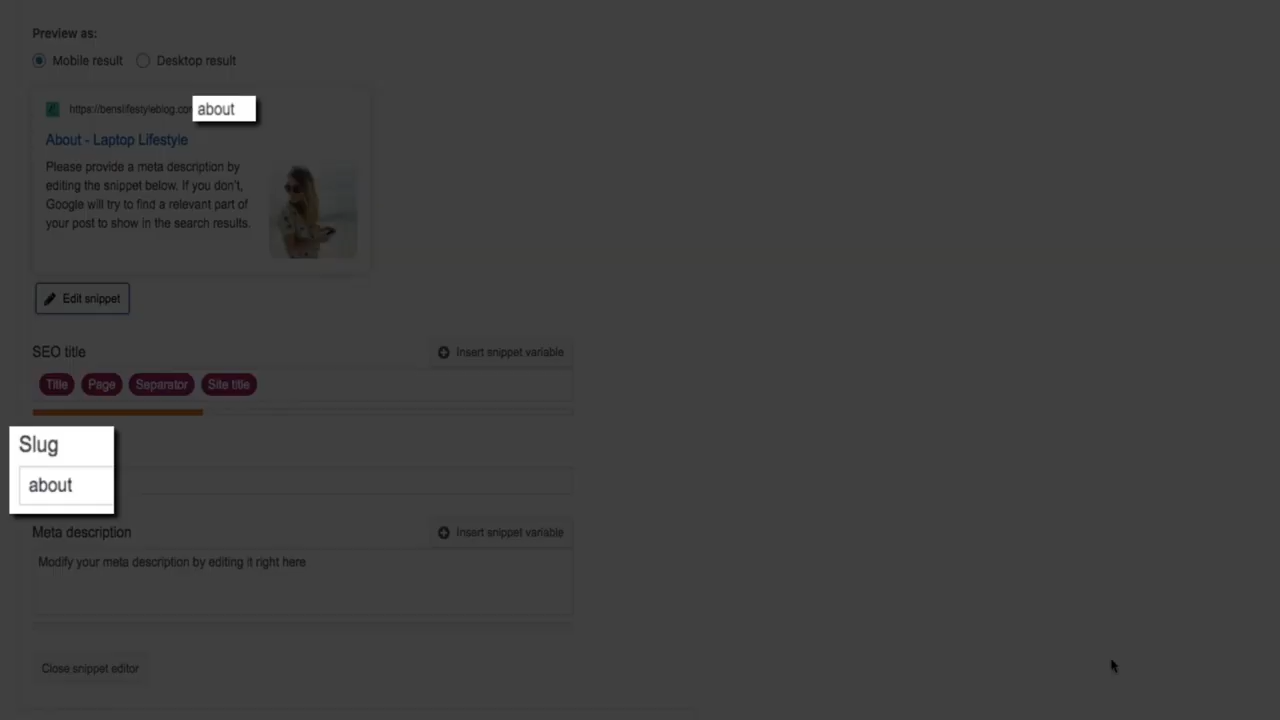 Preview as:
Mobile result Desktop result
https://benslifestyleblog.co about
About - Laptop Lifestyle
Please provide a meta description by
editing the snippet below. If you don't,
Google will try to find a relevant part of
your post to show in the search results.
Edit snippet
SEO title Insert snippet variable
Title Page Separator Site title
Slug
about
Meta description Insert snippet variable
Modify your meta description by editing it right here
Close snippet editor